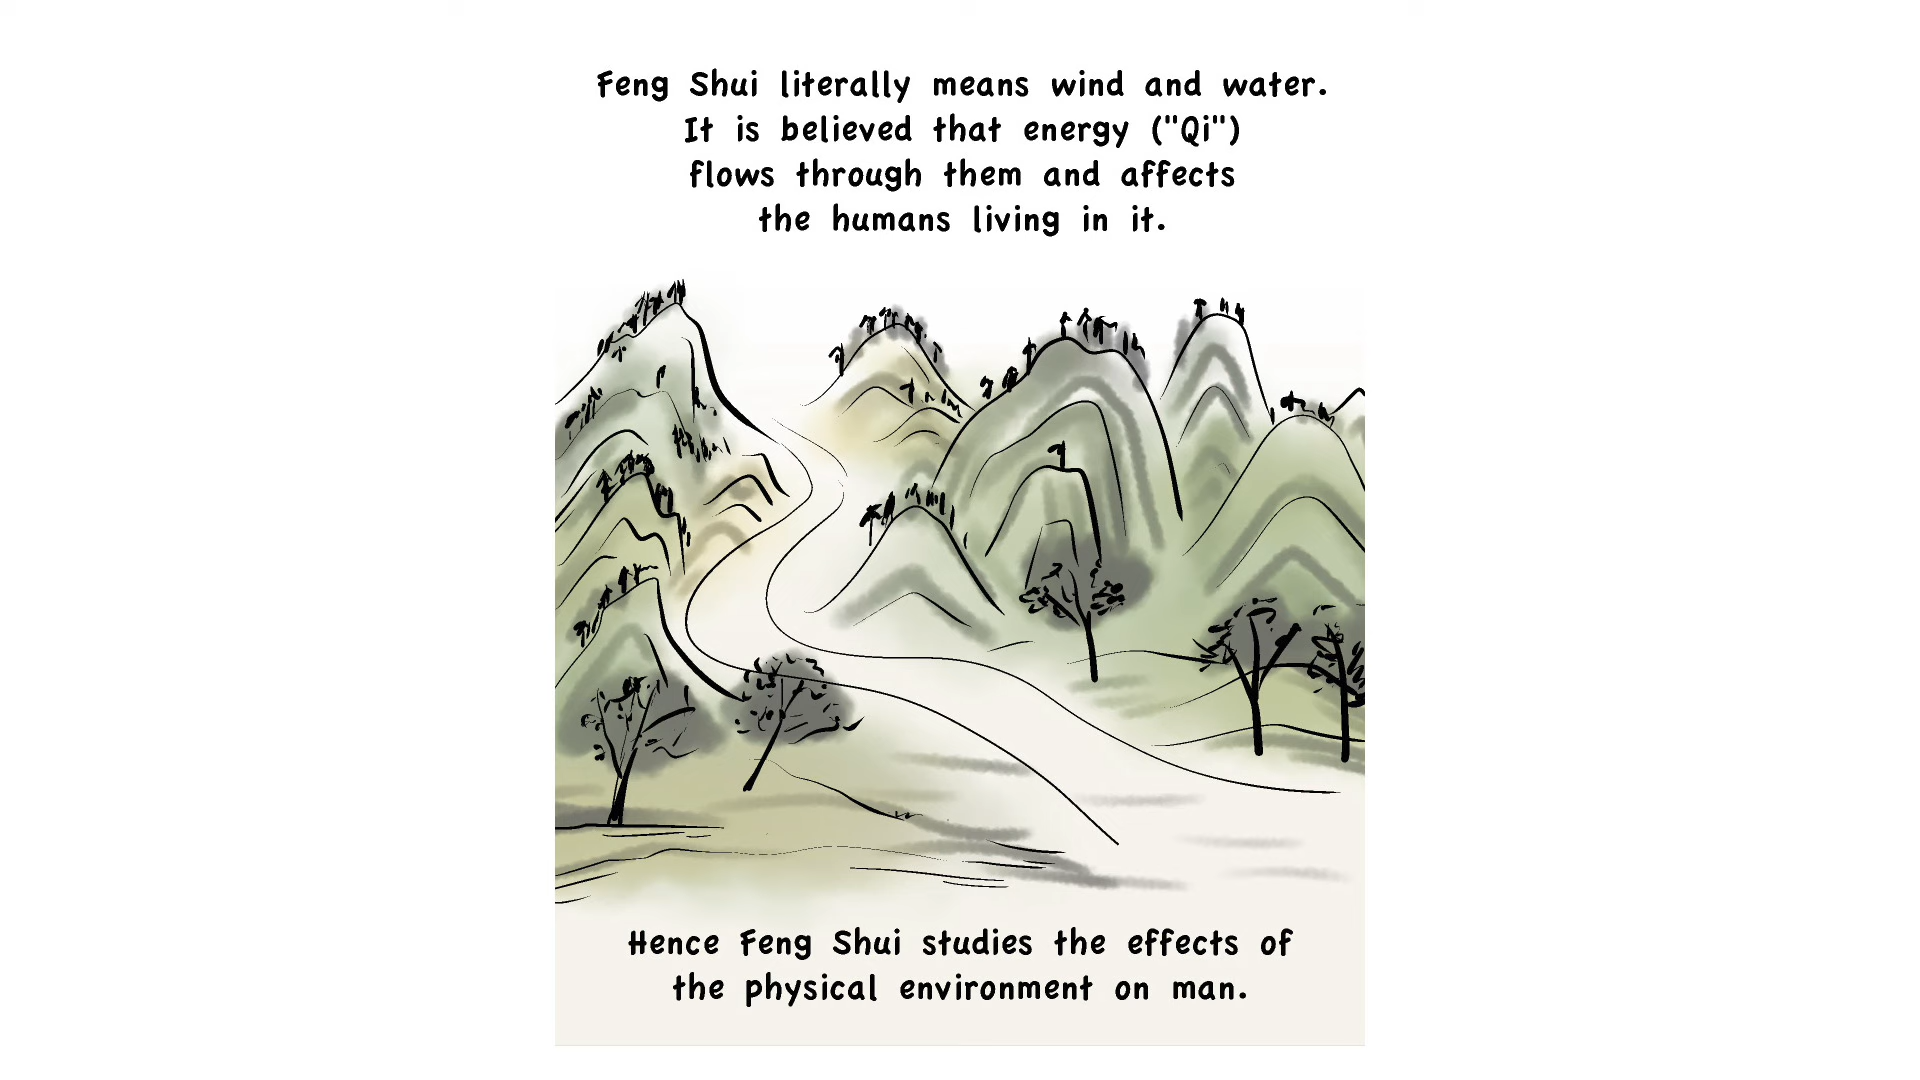 Feng Shui literally means wind and water.
It is believed that energy ("Qi")
flows through them and affects
the humans living in it.
Hence Feng Shui studies the effects of
the physical environment on man.